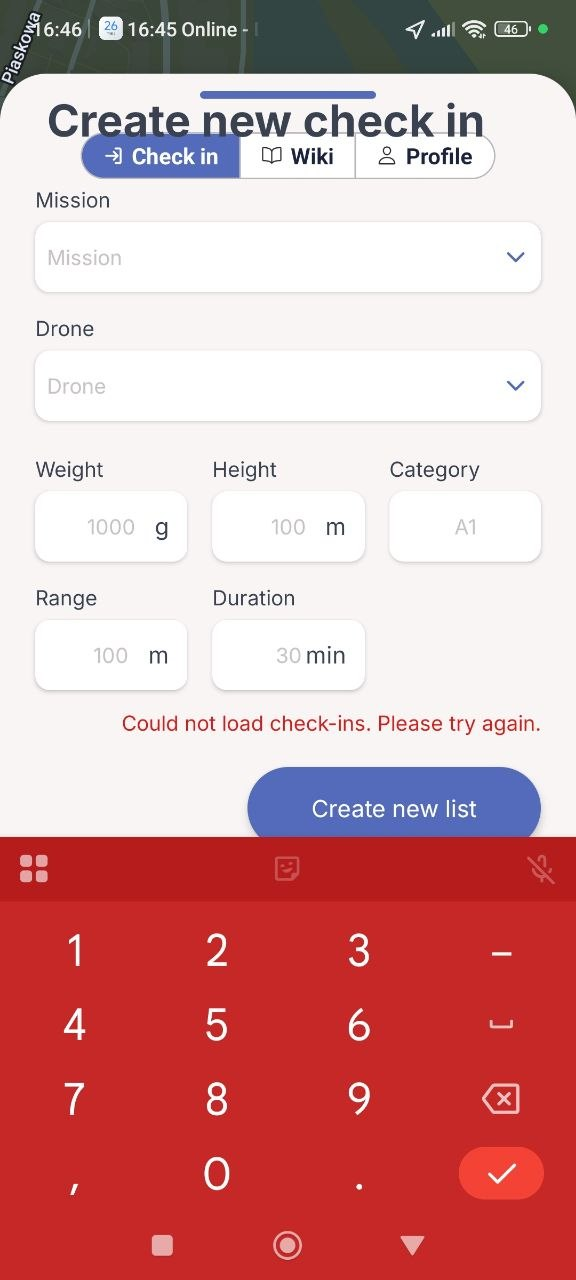 Piaskowa
16:46 26 16:45 Online - 46
Create new check in
Check in Wiki Profile
Mission
Mission
Drone
Drone
Weight Height Category
1000 g 100 m A1
Range Duration
100 m 30 min
Could not load check-ins. Please try again.
Create new list
1 2 3 –
4 5 6
7 8 9
, 0 .